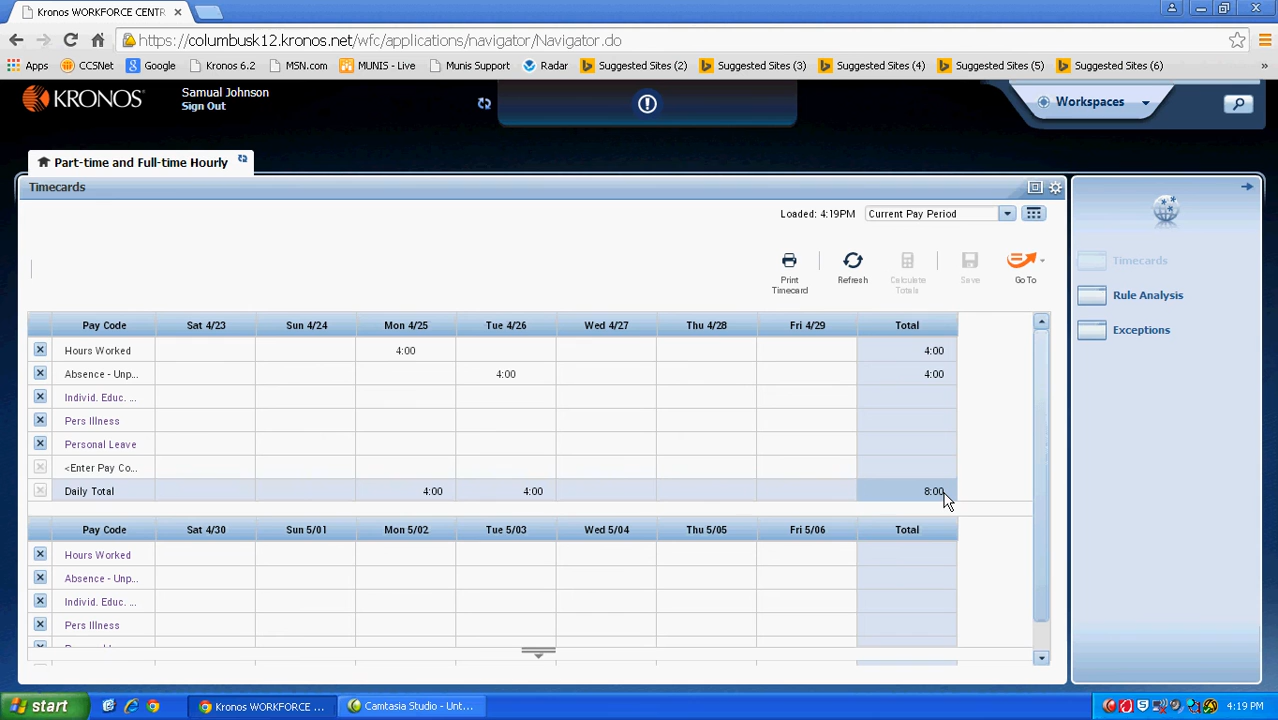 Kronos WORKFORCE CENTR
https://columbusk12.kronos.net/wfc/applications/navigator/Navigator.do
Apps CCSNet Google Kronos 6.2 MSN.com MUNIS - Live Munis Support Radar Suggested Sites (2) Suggested Sites (3) Suggested Sites (4) Suggested Sites (5) Suggested Sites (6) »
KRONOS Samual Johnson
Sign Out
Workspaces
Part-time and Full-time Hourly
Timecards
Loaded: 4:19PM Current Pay Period
Print Timecard Refresh Calculate Totals Save Go To
Timecards
Rule Analysis
Exceptions
Pay Code Sat 4/23 Sun 4/24 Mon 4/25 Tue 4/26 Wed 4/27 Thu 4/28 Fri 4/29 Total
Hours Worked 4:00 4:00
Absence - Unp... 4:00 4:00
Individ. Educ. ...
Pers Illness
Personal Leave
<Enter Pay Co...
Daily Total 4:00 4:00 8:00
Pay Code Sat 4/30 Sun 5/01 Mon 5/02 Tue 5/03 Wed 5/04 Thu 5/05 Fri 5/06 Total
Hours Worked
Absence - Unp...
Individ. Educ. ...
Pers Illness
start Kronos WORKFORCE ... Camtasia Studio - Unt... 4:19 PM